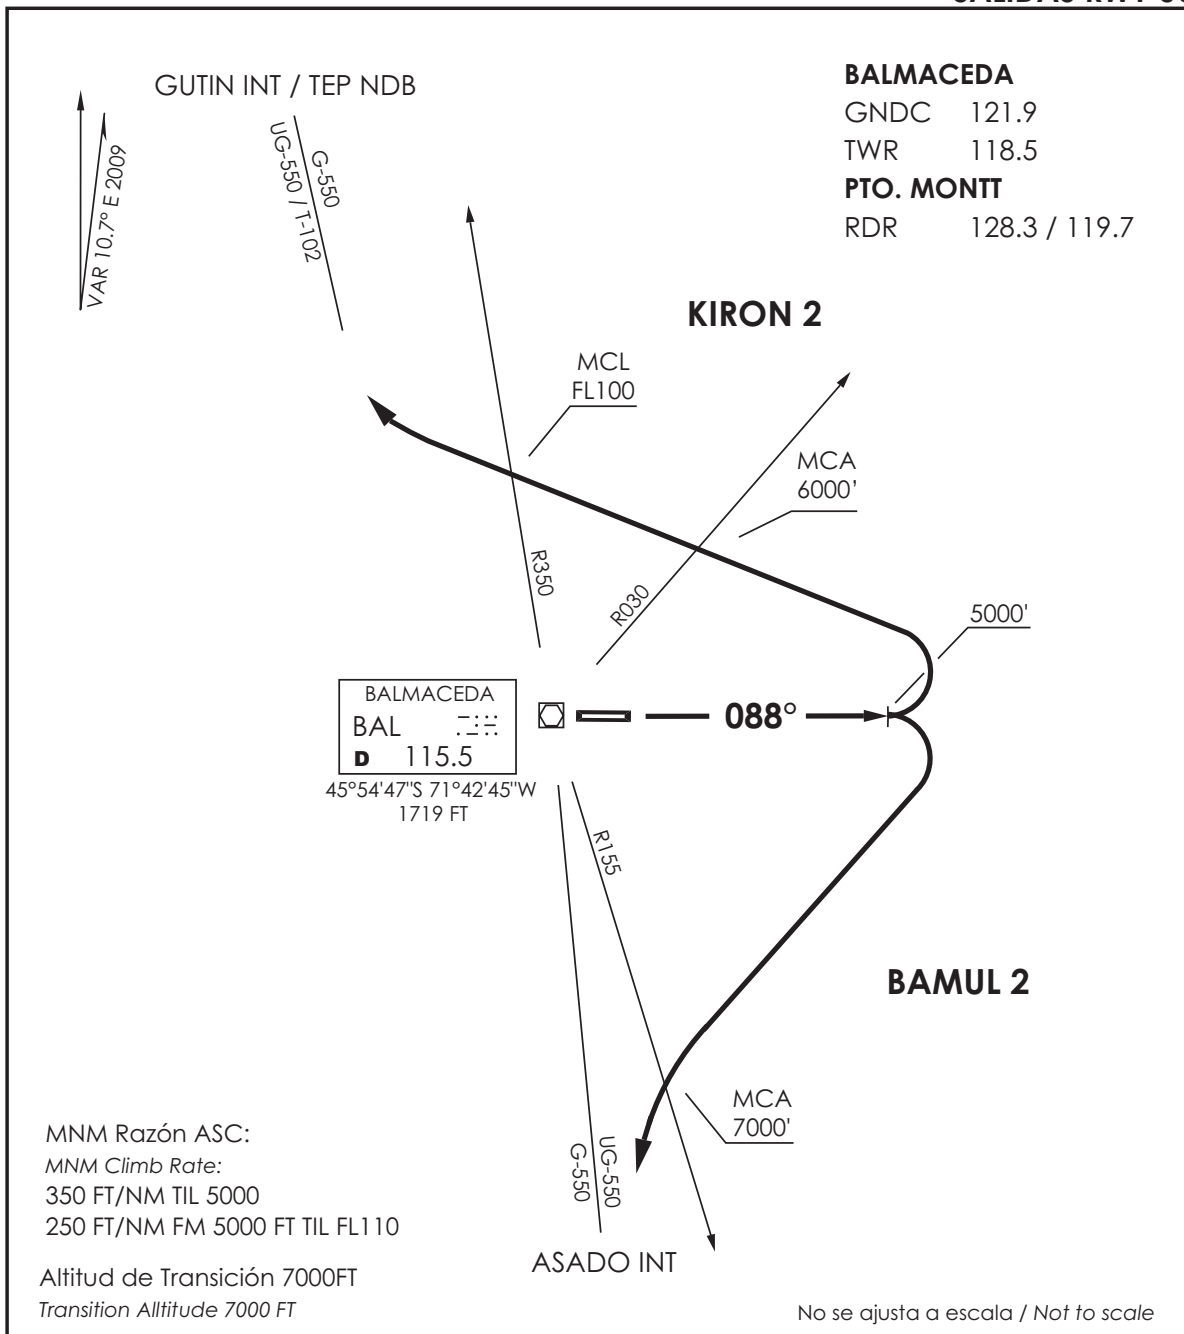 GUTIN INT / TEP NDB
BALMACEDA
GNDC 121.9
TWR 118.5
PTO. MONTT
RDR 128.3 / 119.7
VAR 10.7° E 2009
G-550
UG-550 / T-102
KIRON 2
MCL
FL100
MCA
6000'
R350
R030
5000'
BALMACEDA
BAL
D 115.5
45°54'47"S 71°42'45"W
1719 FT
088°
R155
BAMUL 2
MCA
7000'
UG-550
G-550
ASADO INT
MNM Razón ASC:
MNM Climb Rate:
350 FT/NM TIL 5000
250 FT/NM FM 5000 FT TIL FL110
Altitud de Transición 7000FT
Transition Alltitude 7000 FT
No se ajusta a escala / Not to scale